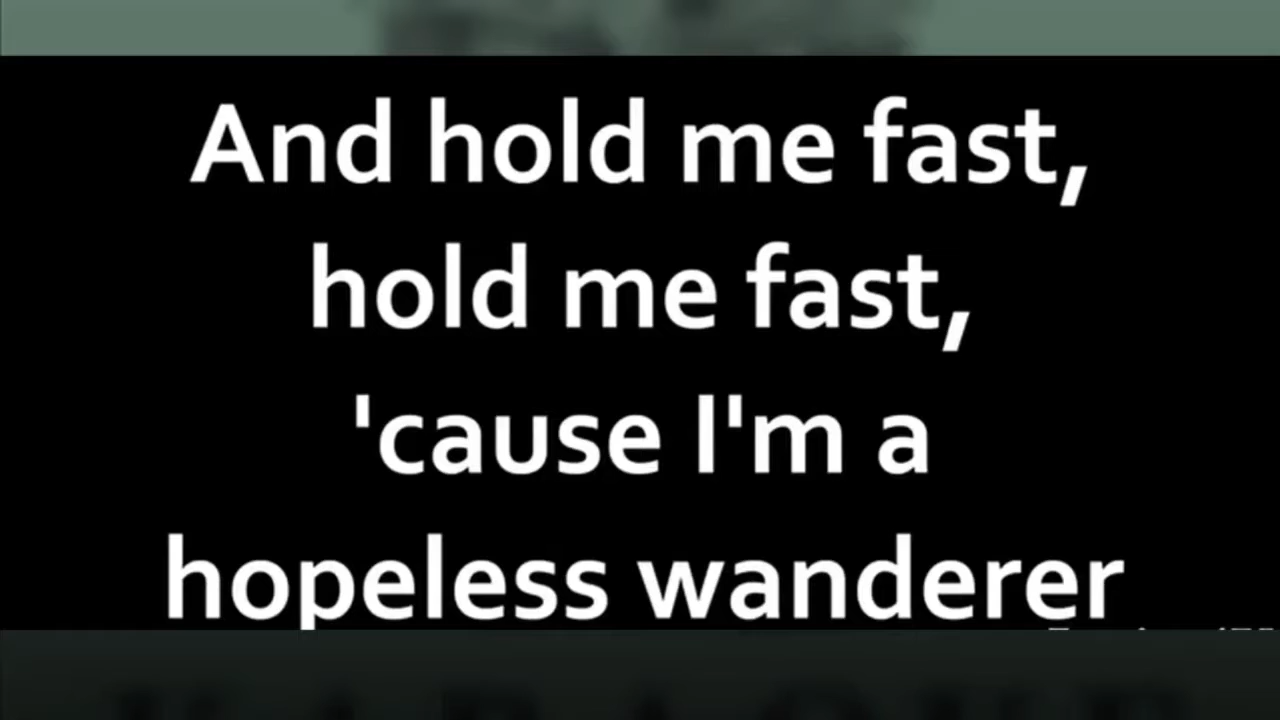 And hold me fast,
hold me fast,
'cause I'm a
hopeless wanderer